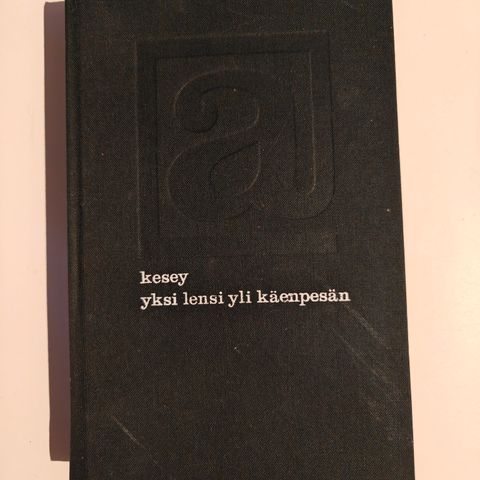 a
kesey
yksi lensi yli käenpesän